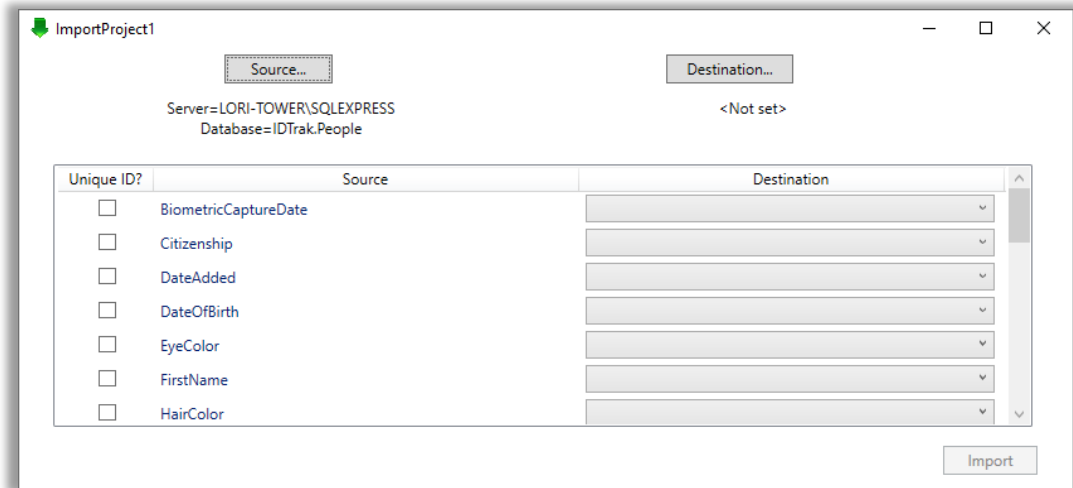 ImportProject1
Source... Destination...
Server=LORI-TOWER\SQLEXPRESS <Not set>
Database=IDTrak.People
Unique ID? Source Destination
BiometricCaptureDate
Citizenship
DateAdded
DateOfBirth
EyeColor
FirstName
HairColor
Import